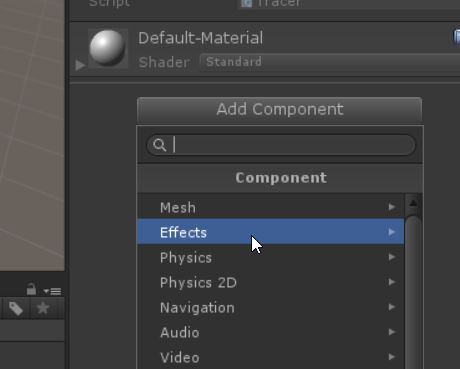 Script Tracer
Default-Material
Shader Standard
Add Component
Component
Mesh
Effects
Physics
Physics 2D
Navigation
Audio
Video